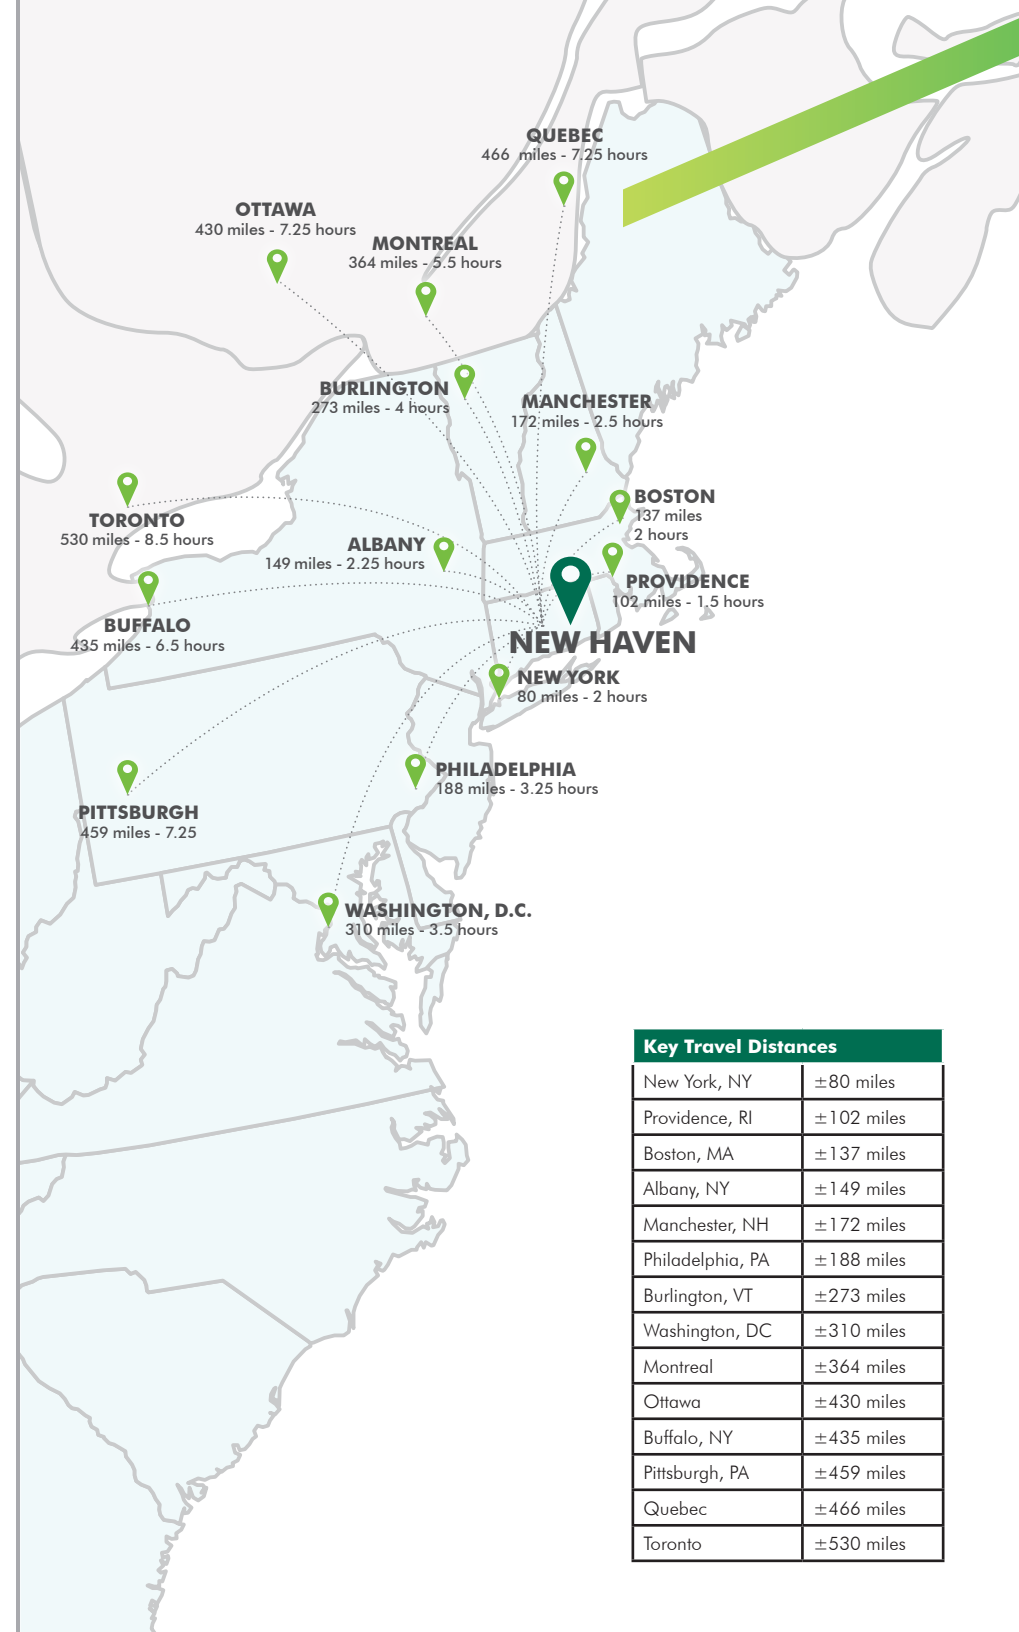 QUEBEC
466 miles - 7.25 hours
OTTAWA
430 miles - 7.25 hours
MONTREAL
364 miles - 5.5 hours
BURLINGTON
273 miles - 4 hours
MANCHESTER
172 miles - 2.5 hours
BOSTON
137 miles
2 hours
TORONTO
530 miles - 8.5 hours
ALBANY
149 miles - 2.25 hours
PROVIDENCE
102 miles - 1.5 hours
BUFFALO
435 miles - 6.5 hours
NEW HAVEN
NEW YORK
80 miles - 2 hours
PHILADELPHIA
188 miles - 3.25 hours
PITTSBURGH
459 miles - 7.25
WASHINGTON, D.C.
310 miles - 3.5 hours
Key Travel Distances
New York, NY ±80 miles
Providence, RI ±102 miles
Boston, MA ±137 miles
Albany, NY ±149 miles
Manchester, NH ±172 miles
Philadelphia, PA ±188 miles
Burlington, VT ±273 miles
Washington, DC ±310 miles
Montreal ±364 miles
Ottawa ±430 miles
Buffalo, NY ±435 miles
Pittsburgh, PA ±459 miles
Quebec ±466 miles
Toronto ±530 miles